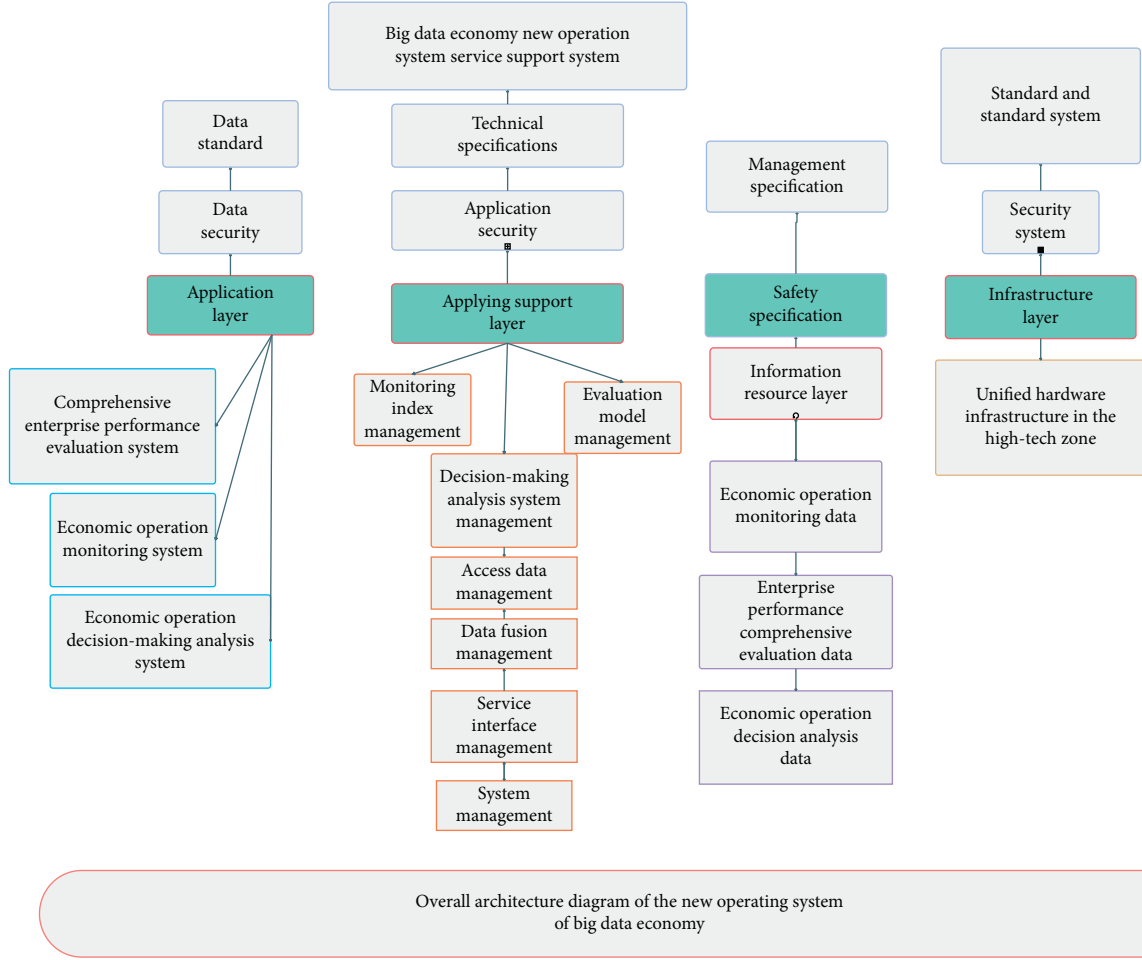 Big data economy new operation
system service support system
Data
standard
Data
security
Application
layer
Comprehensive
enterprise performance
evaluation system
Economic operation
monitoring system
Economic operation
decision-making analysis
system
Technical
specifications
Application
security
Applying support
layer
Monitoring
index
management
Evaluation
model
management
Decision-making
analysis system
management
Access data
management
Data fusion
management
Service
interface
management
System
management
Management
specification
Safety
specification
Information
resource layer
Economic operation
monitoring data
Enterprise
performance
comprehensive
evaluation data
Economic operation
decision analysis
data
Standard and
standard system
Security
system
Infrastructure
layer
Unified hardware
infrastructure in the
high-tech zone
Overall architecture diagram of the new operating system
of big data economy